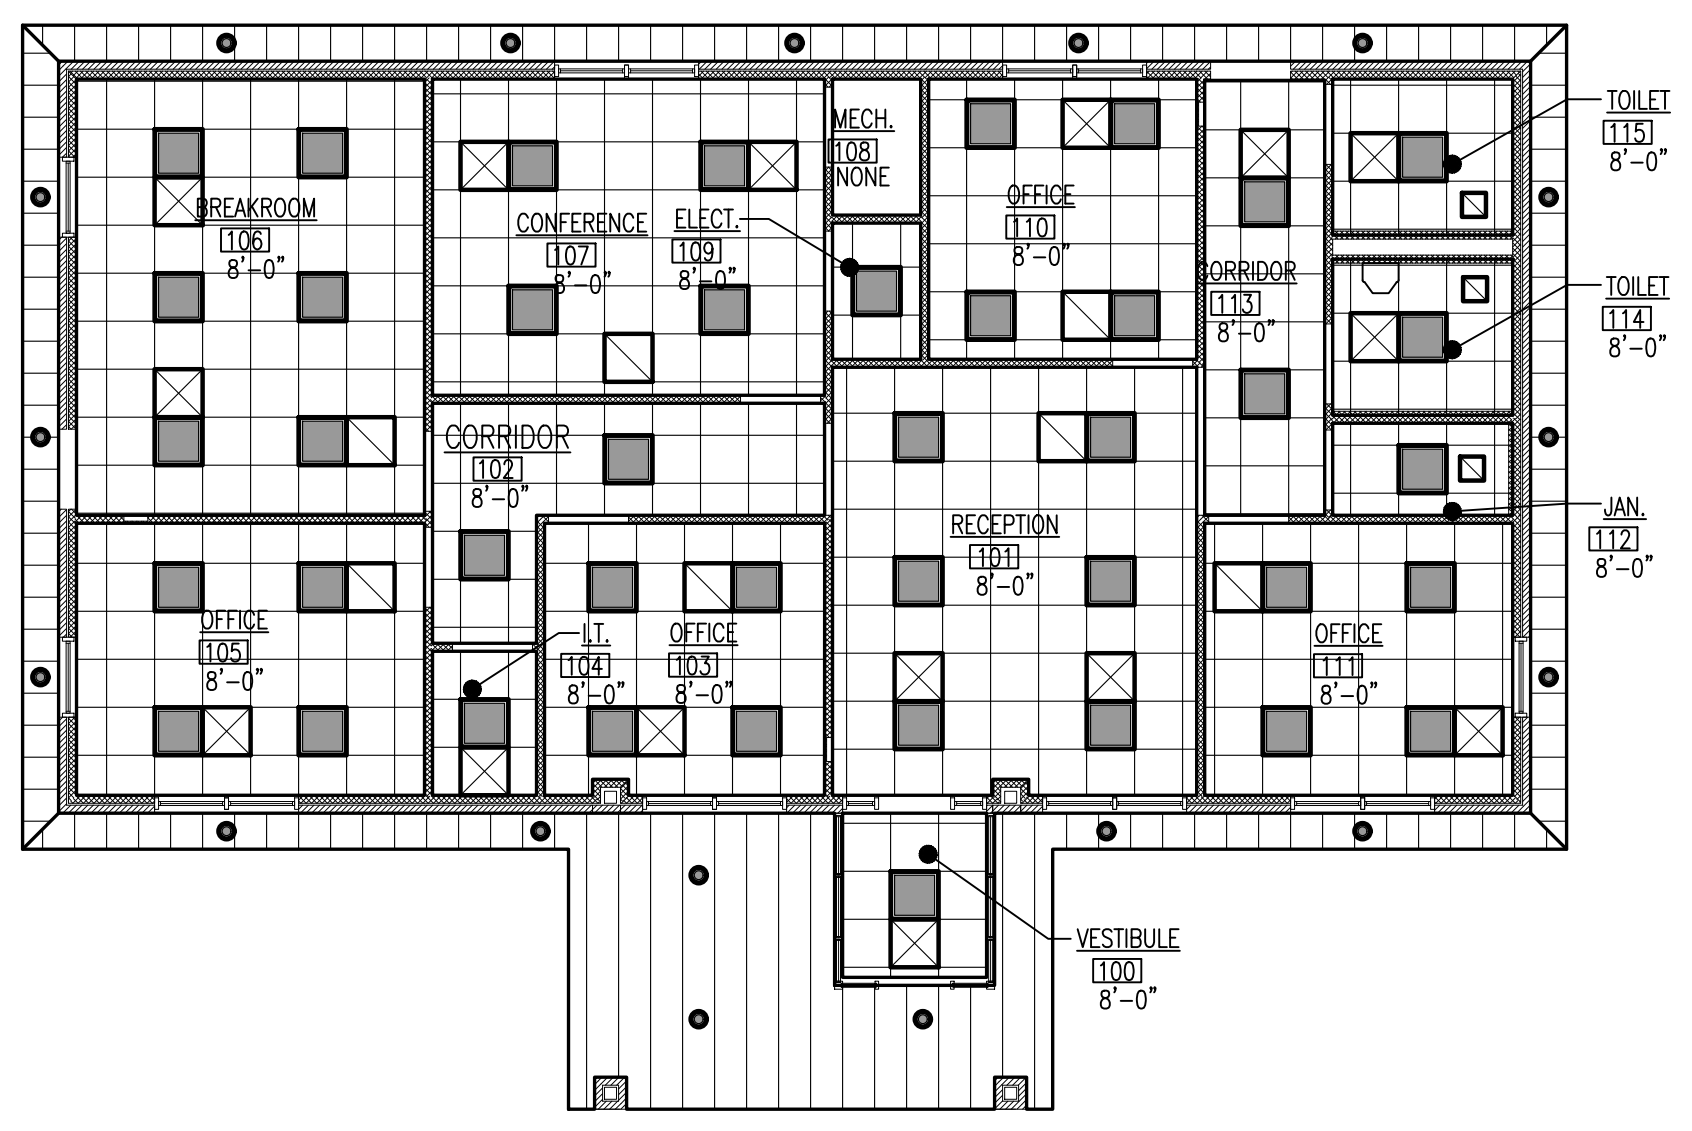 MECH.
108
NONE
TOILET
115
8'-0"
BREAKROOM
106
8'-0"
CONFERENCE
107
8'-0"
ELECT.
109
8'-0"
OFFICE
110
8'-0"
CORRIDOR
113
8'-0"
TOILET
114
8'-0"
CORRIDOR
102
8'-0"
RECEPTION
101
8'-0"
JAN.
112
8'-0"
OFFICE
105
8'-0"
I.T.
104
8'-0"
OFFICE
103
8'-0"
OFFICE
111
8'-0"
VESTIBULE
100
8'-0"